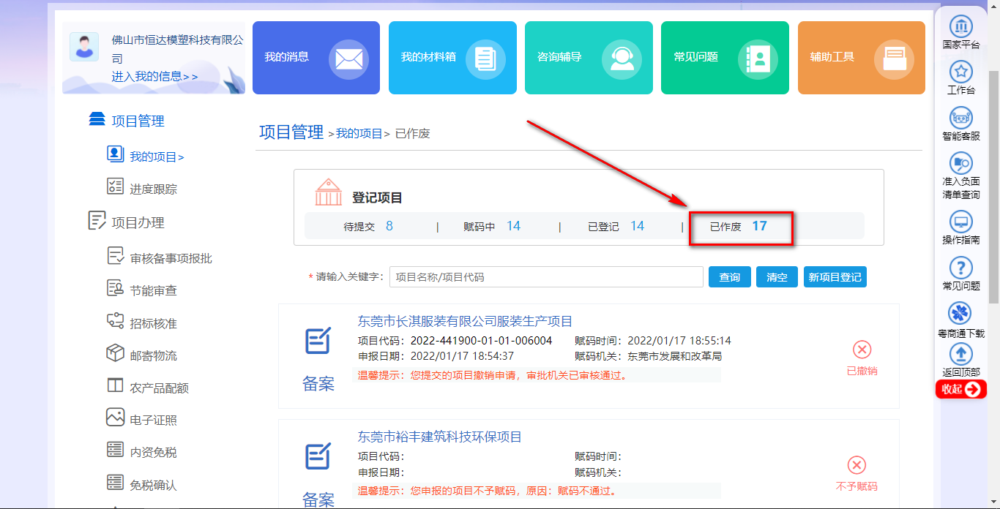 佛山市恒达模塑科技有限公
司
进入我的信息>>
我的消息
我的材料箱
咨询辅导
常见问题
辅助工具
项目管理
我的项目>
进度跟踪
项目办理
审核备事项报批
节能审查
招标核准
邮寄物流
农产品配额
电子证照
内资免税
免税确认
项目管理 >我的项目> 已作废
登记项目
待提交 8 | 赋码中 14 | 已登记 14 | 已作废 17
* 请输入关键字： 项目名称/项目代码 查询 清空 新项目登记
备案
东莞市长淇服装有限公司服装生产项目
项目代码：2022-441900-01-01-006004 赋码时间：2022/01/17 18:55:14
申报日期：2022/01/17 18:54:37 赋码机关：东莞市发展和改革局
温馨提示：您提交的项目撤销申请，审批机关已审核通过。
已撤销
备案
东莞市裕丰建筑科技环保项目
项目代码： 赋码时间：
申报日期： 赋码机关：
温馨提示：您申报的项目不予赋码，原因：赋码不通过。
不予赋码
国家平台
工作台
智能客服
准入负面
清单查询
操作指南
?
常见问题
粤商通下载
返回顶部
收起